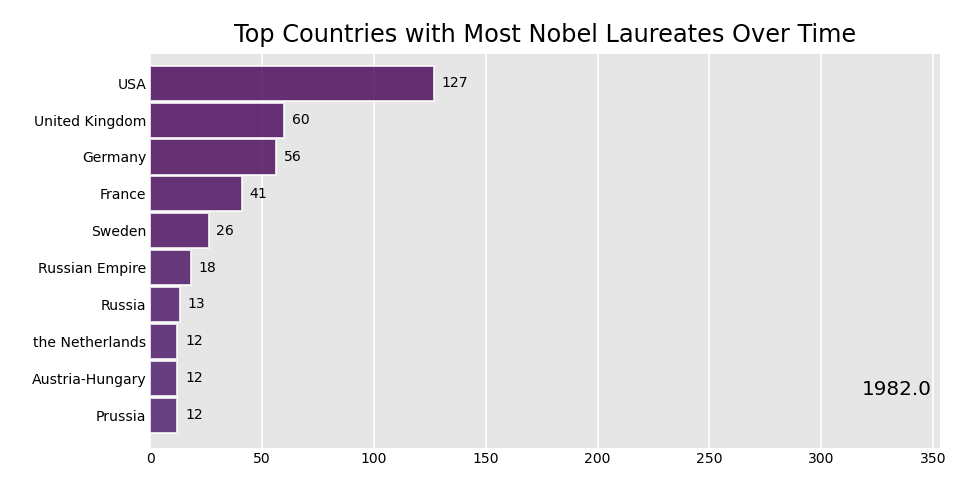 Top Countries with Most Nobel Laureates Over Time
USA 127
United Kingdom 60
Germany 56
France 41
Sweden 26
Russian Empire 18
Russia 13
the Netherlands 12
Austria-Hungary 12
1982.0
Prussia 12
0 50 100 150 200 250 300 350